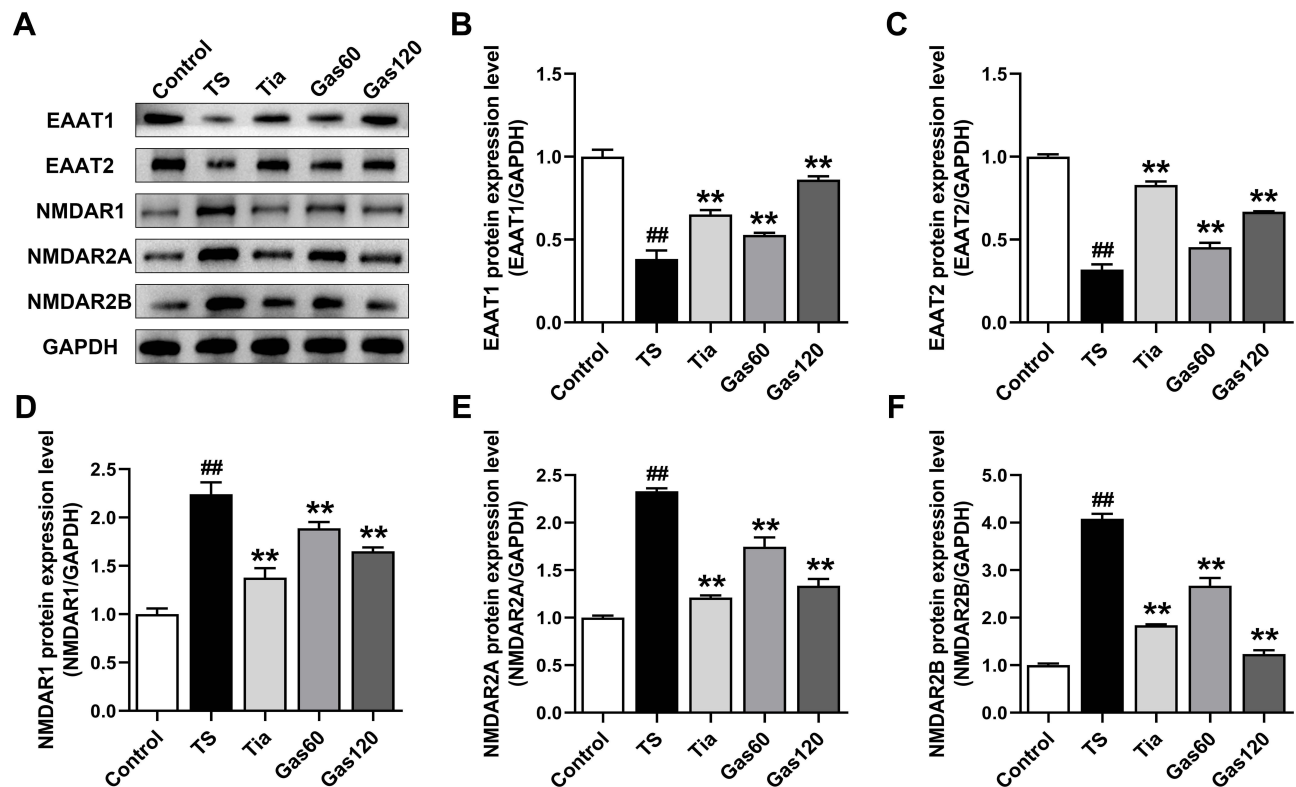 A
Control
TS
Tia
Gas60
Gas120
EAAT1
EAAT2
NMDAR1
NMDAR2A
NMDAR2B
GAPDH
B
EAAT1 protein expression level
(EAAT1/GAPDH)
1.5
1.0
0.5
0.0
##
**
**
**
Control
TS
Tia
Gas60
Gas120
C
EAAT2 protein expression level
(EAAT2/GAPDH)
1.5
1.0
0.5
0.0
##
**
**
**
Control
TS
Tia
Gas60
Gas120
D
NMDAR1 protein expression level
(NMDAR1/GAPDH)
2.5
2.0
1.5
1.0
0.5
0.0
##
**
**
**
Control
TS
Tia
Gas60
Gas120
E
NMDAR2A protein expression level
(NMDAR2A/GAPDH)
2.5
2.0
1.5
1.0
0.5
0.0
##
**
**
**
Control
TS
Tia
Gas60
Gas120
F
NMDAR2B protein expression level
(NMDAR2B/GAPDH)
5.0
4.0
3.0
2.0
1.0
0.0
##
**
**
**
Control
TS
Tia
Gas60
Gas120